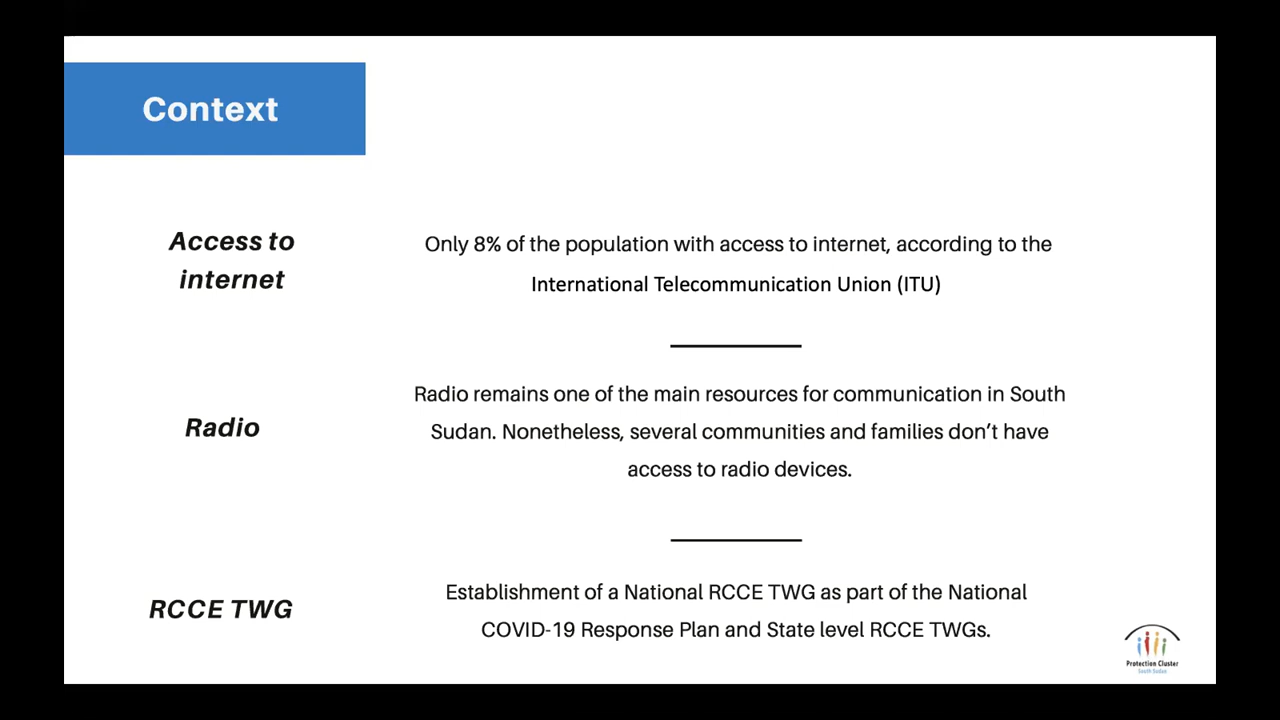 Context
Access to
internet
Only 8% of the population with access to internet, according to the
International Telecommunication Union (ITU)
Radio
Radio remains one of the main resources for communication in South
Sudan. Nonetheless, several communities and families don't have
access to radio devices.
RCCE TWG
Establishment of a National RCCE TWG as part of the National
COVID-19 Response Plan and State level RCCE TWGs.
Protection Cluster
South Sudan